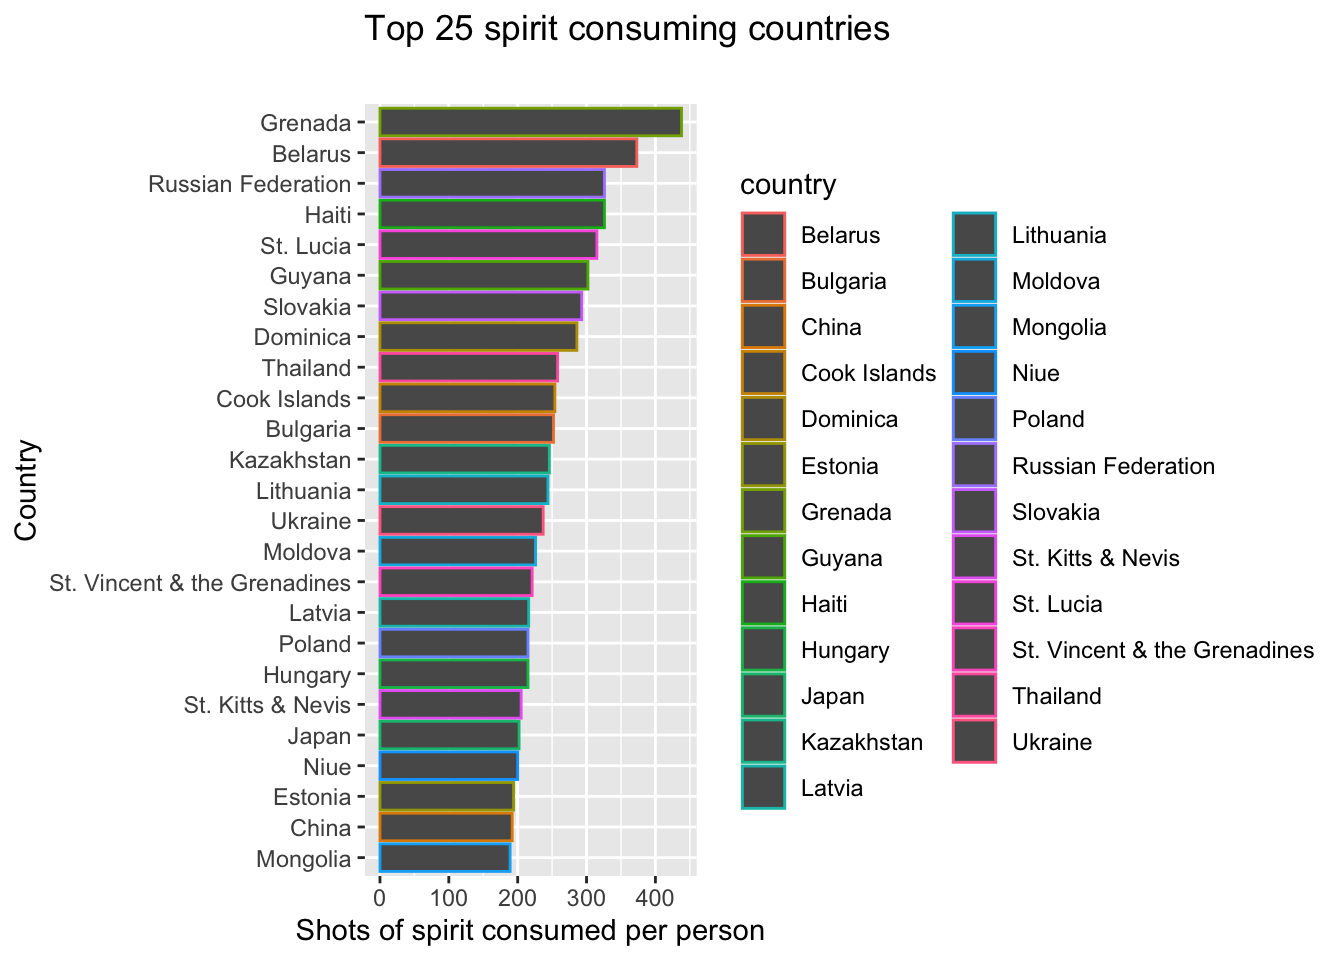 Top 25 spirit consuming countries
Country
Grenada
Belarus
Russian Federation
Haiti
St. Lucia
Guyana
Slovakia
Dominica
Thailand
Cook Islands
Bulgaria
Kazakhstan
Lithuania
Ukraine
Moldova
St. Vincent & the Grenadines
Latvia
Poland
Hungary
St. Kitts & Nevis
Japan
Niue
Estonia
China
Mongolia
0 100 200 300 400
Shots of spirit consumed per person
country
Belarus
Bulgaria
China
Cook Islands
Dominica
Estonia
Grenada
Guyana
Haiti
Hungary
Japan
Kazakhstan
Latvia
Lithuania
Moldova
Mongolia
Niue
Poland
Russian Federation
Slovakia
St. Kitts & Nevis
St. Lucia
St. Vincent & the Grenadines
Thailand
Ukraine